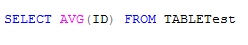 SELECT AVG(ID) FROM TABLETest